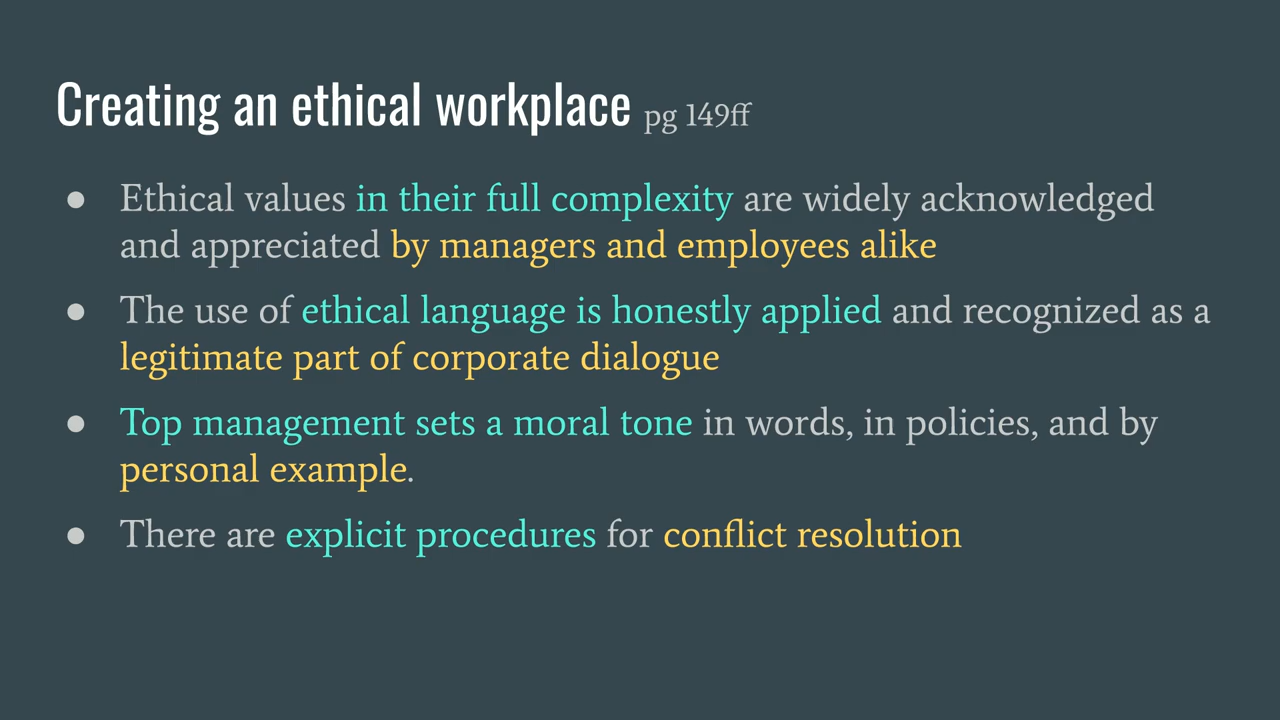 Creating an ethical workplace pg 149ff
● Ethical values in their full complexity are widely acknowledged
and appreciated by managers and employees alike
● The use of ethical language is honestly applied and recognized as a
legitimate part of corporate dialogue
● Top management sets a moral tone in words, in policies, and by
personal example.
● There are explicit procedures for conflict resolution